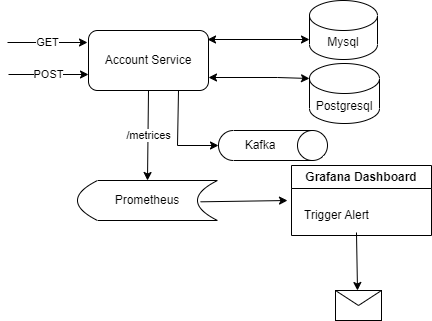 GET
POST
Account Service
Mysql
Postgresql
/metrices
Kafka
Prometheus
Grafana Dashboard
Trigger Alert